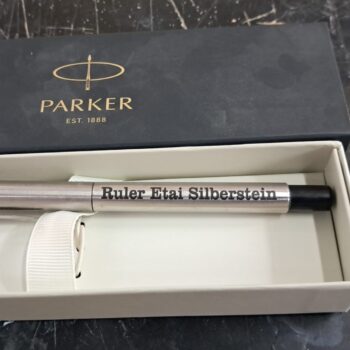 PARKER
EST. 1888
Ruler Etai Silberstein